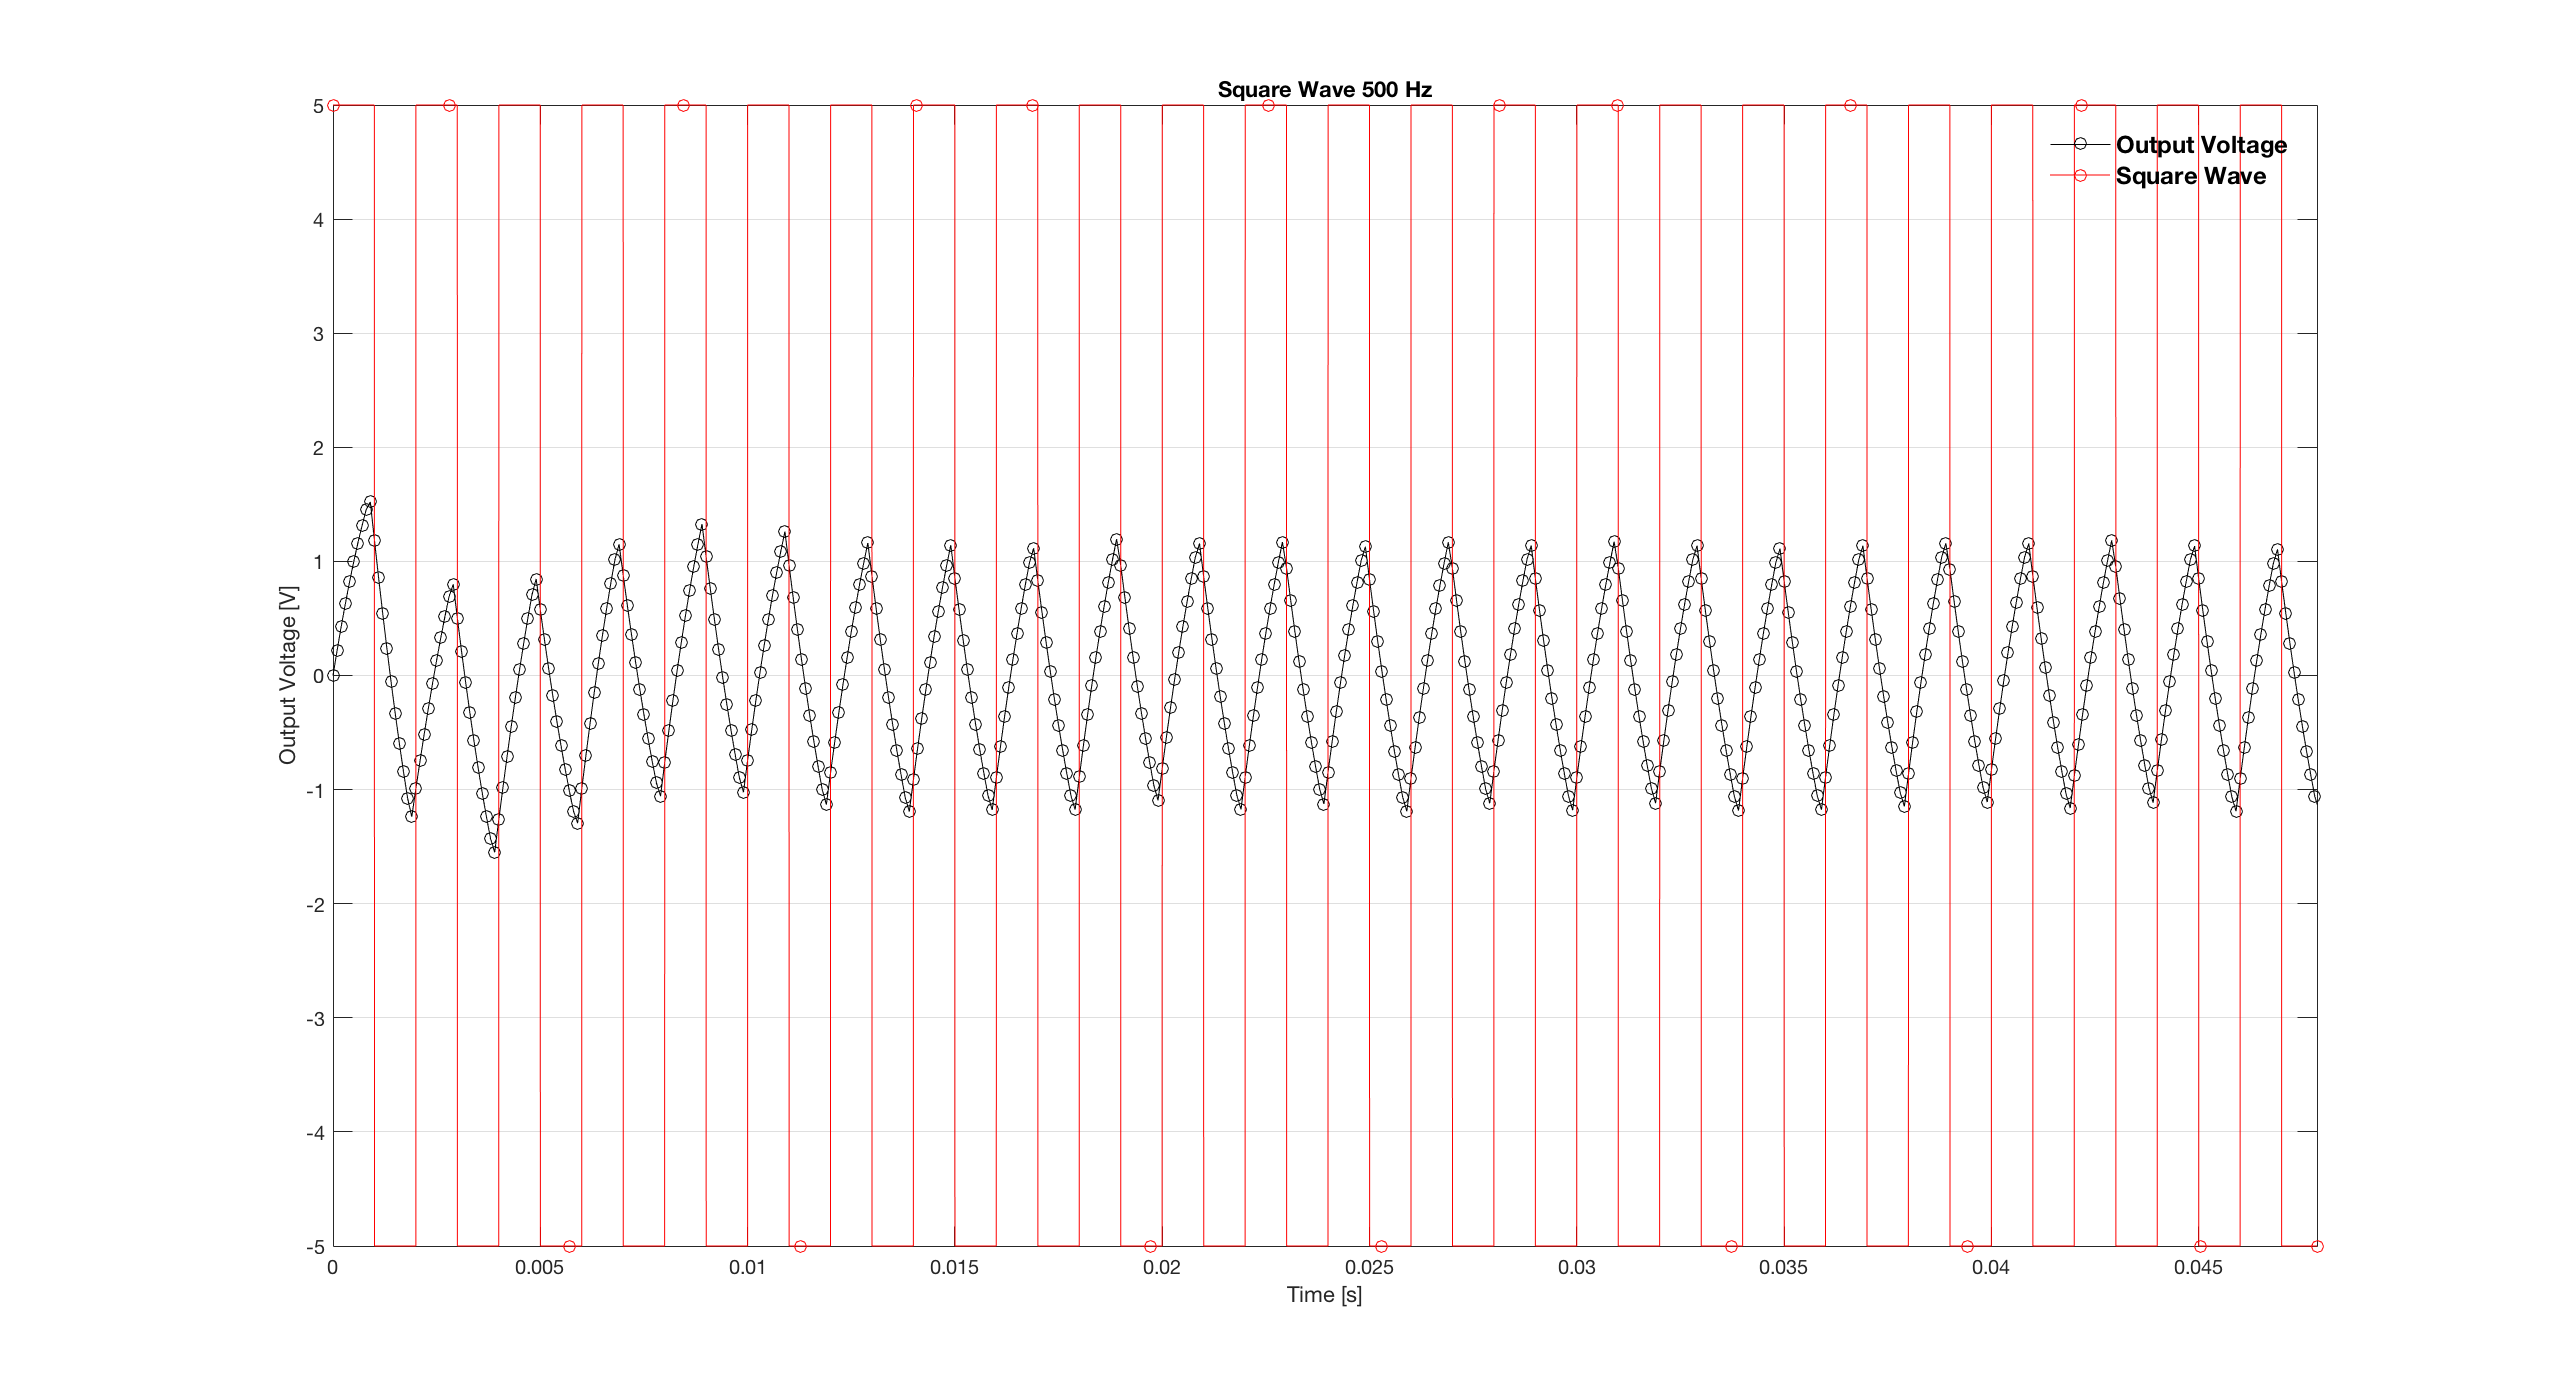 Square Wave 500 Hz
Output Voltage
Square Wave
5
4
3
2
1
0
-1
-2
-3
-4
-5
Output Voltage [V]
0 0.005 0.01 0.015 0.02 0.025 0.03 0.035 0.04 0.045
Time [s]